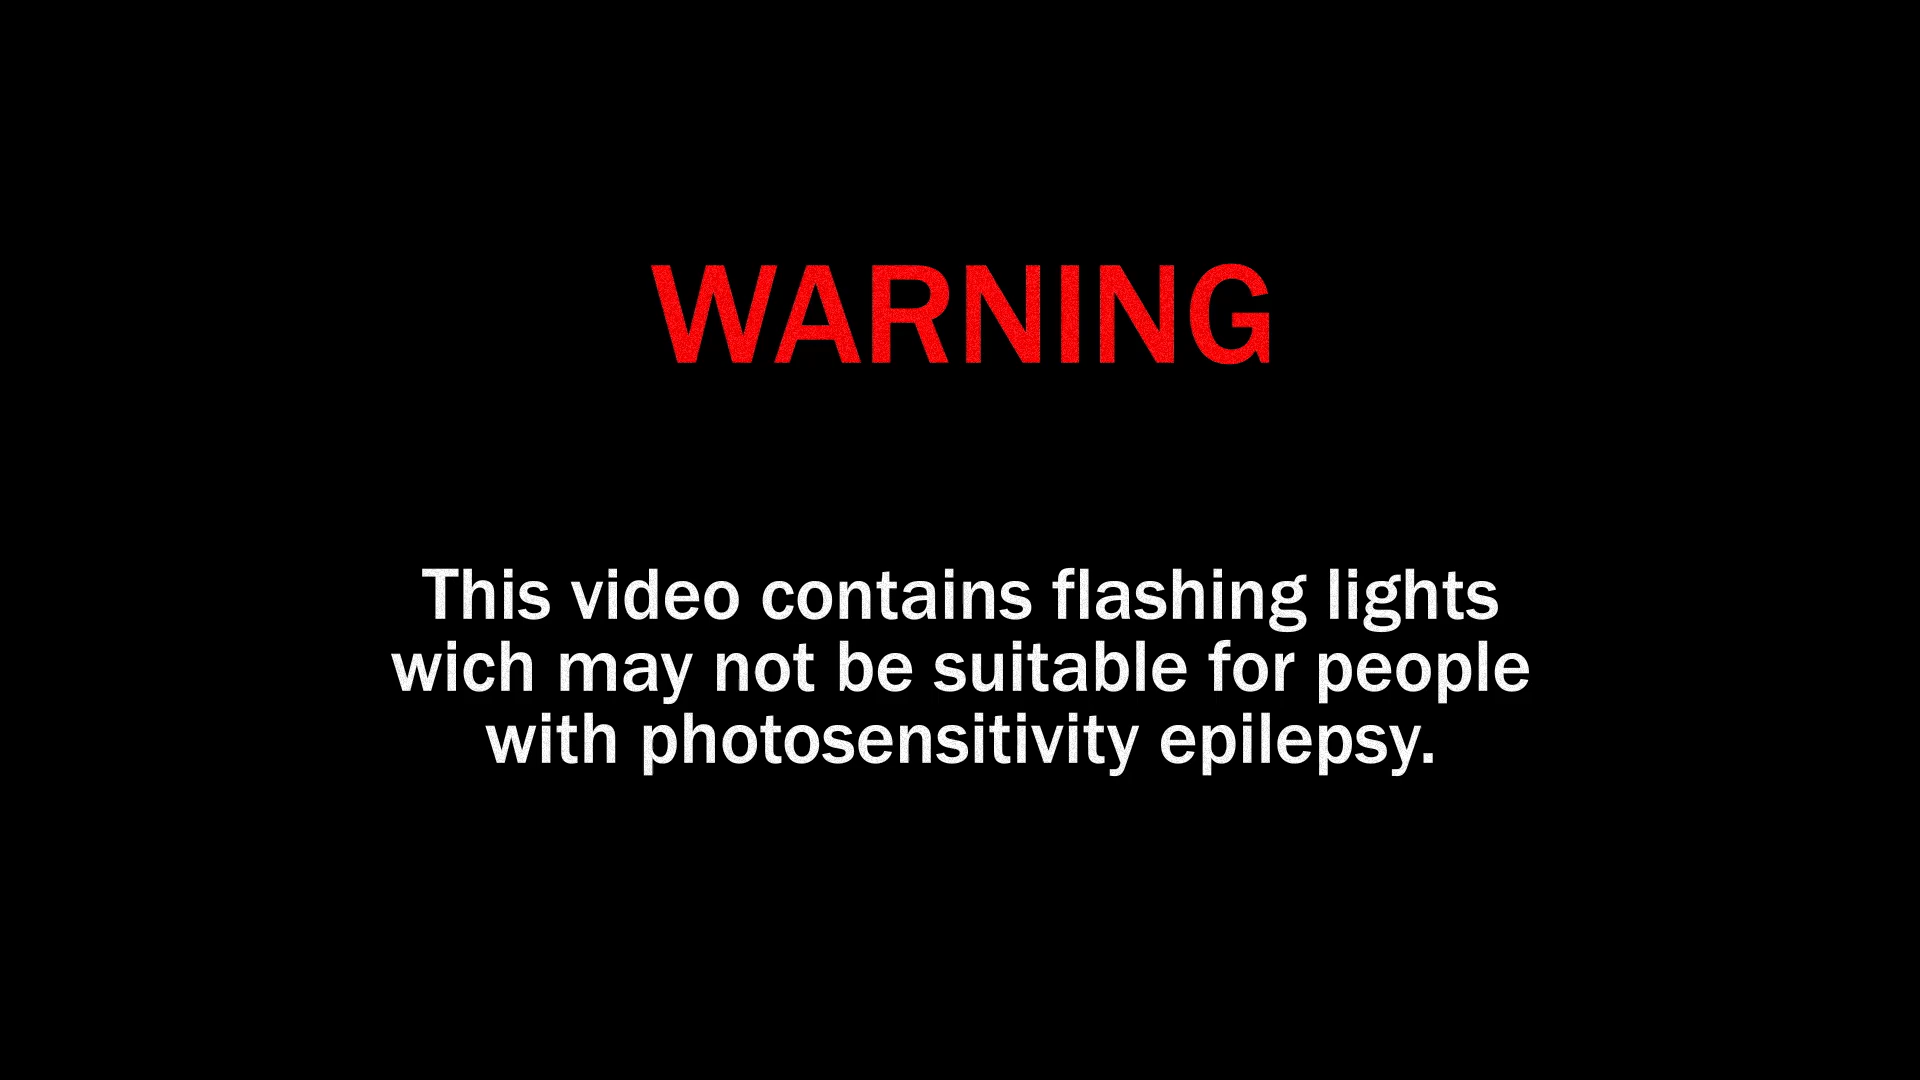 WARNING
This video contains flashing lights
wich may not be suitable for people
with photosensitivity epilepsy.